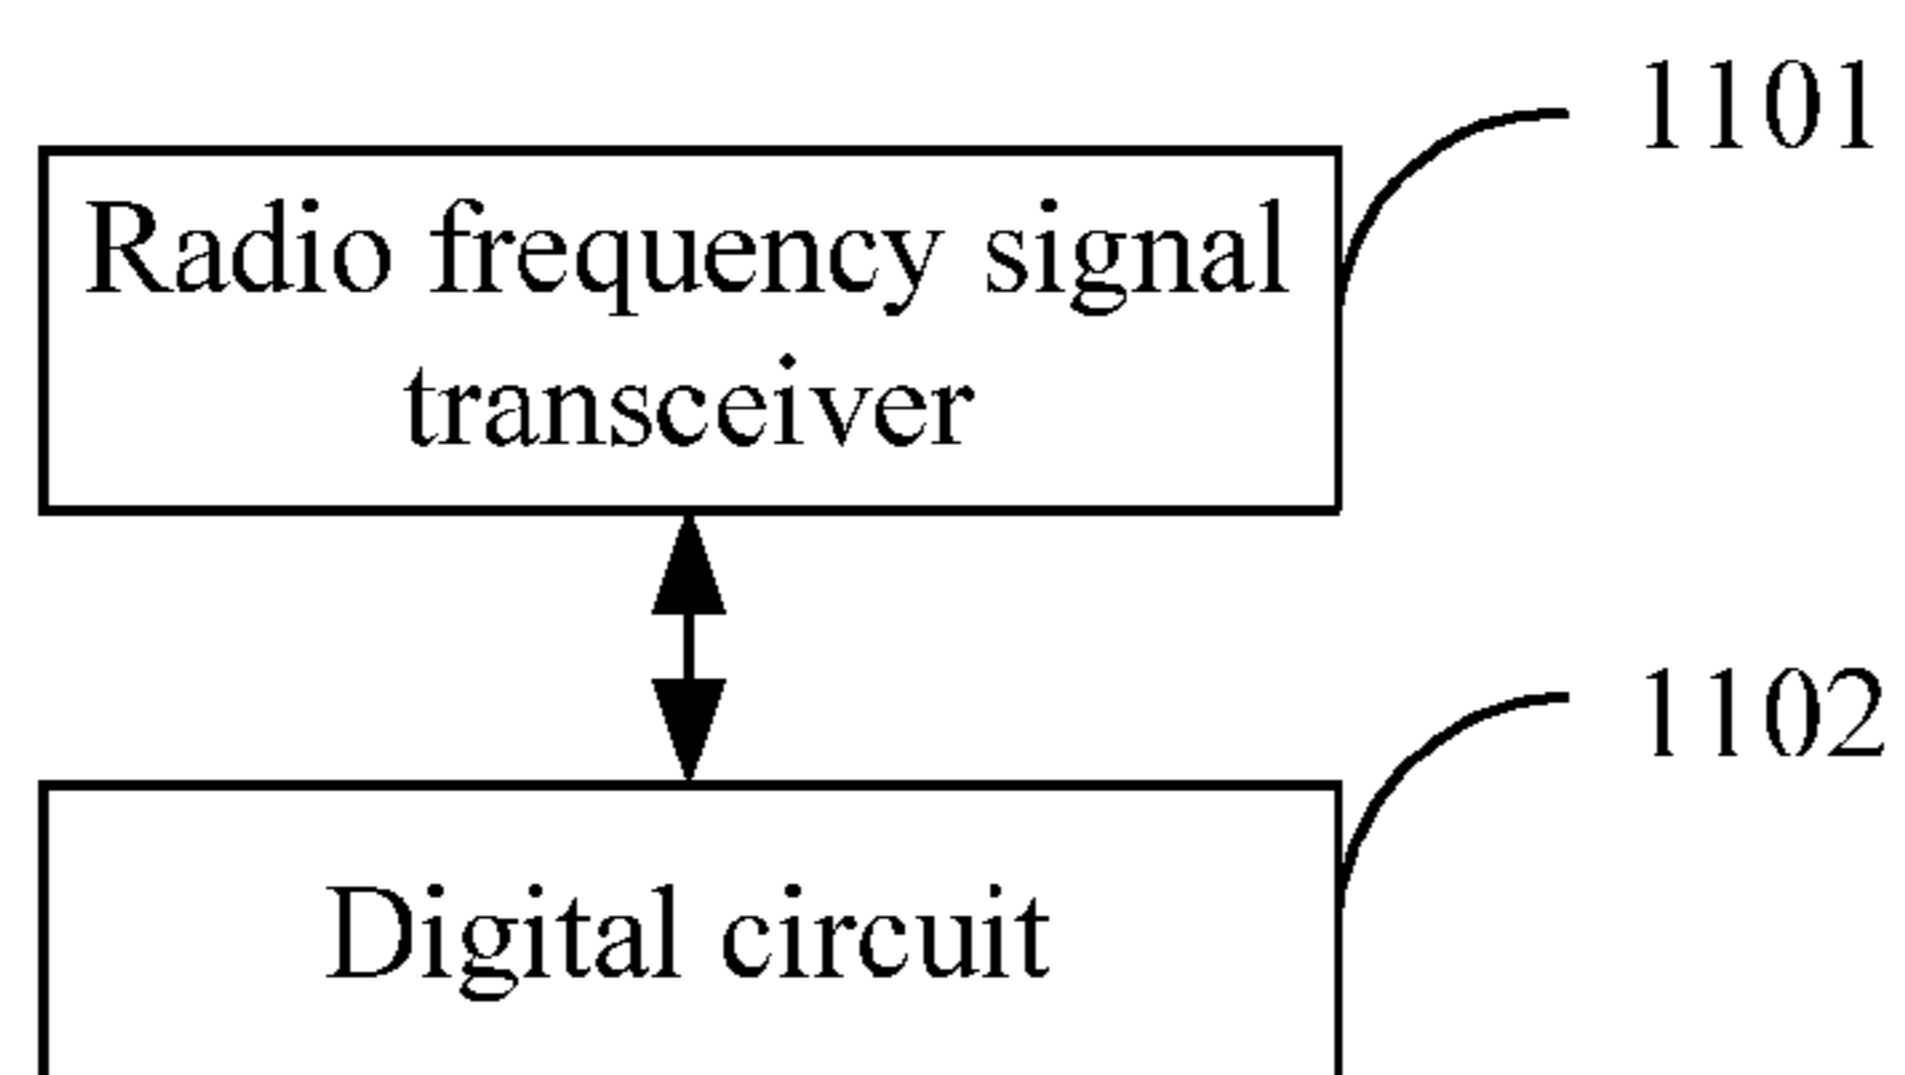 1101
Radio frequency signal
transceiver
1102
Digital circuit